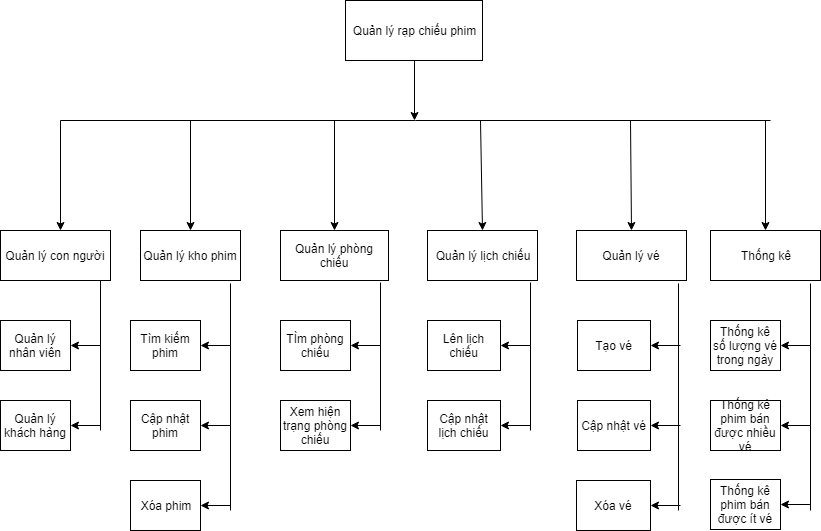 Quản lý rạp chiếu phim
Quản lý con người
Quản lý kho phim
Quản lý phòng
chiếu
Quản lý lịch chiếu
Quản lý vé
Thống kê
Quản lý
nhân viên
Tìm kiếm
phim
TÌm phòng
chiếu
Lên lịch
chiếu
Tạo vé
Thống kê
số lượng vé
trong ngày
Quản lý
khách hàng
Cập nhật
phim
Xem hiện
trạng phòng
chiếu
Cập nhật
lịch chiếu
Cập nhật vé
Thống kê
phim bán
được nhiều
vé
Xóa phim
Xóa vé
Thống kê
phim bán
được ít vé